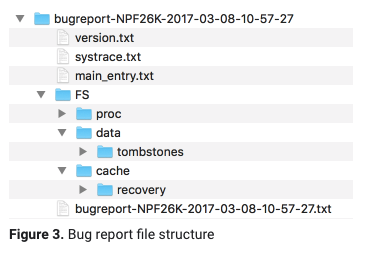 bugreport-NPF26K-2017-03-08-10-57-27
version.txt
systrace.txt
main_entry.txt
FS
proc
data
tombstones
cache
recovery
bugreport-NPF26K-2017-03-08-10-57-27.txt
Figure 3. Bug report file structure